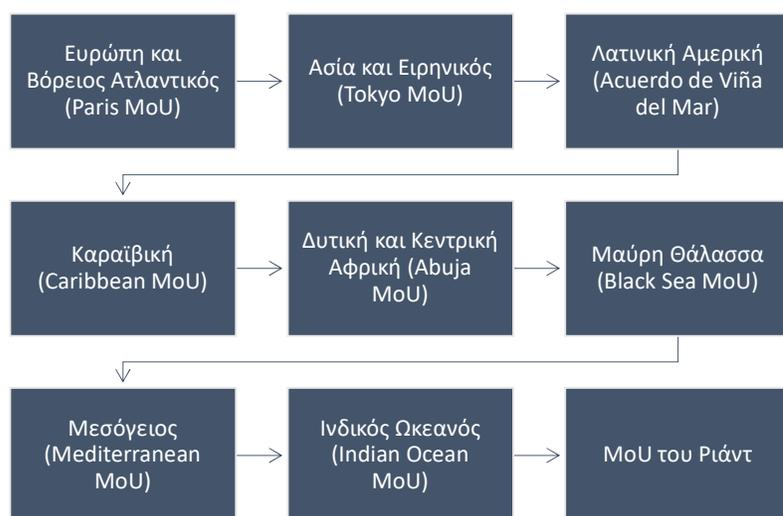 Ευρώπη και
Βόρειος Ατλαντικός
(Paris MoU)
Ασία και Ειρηνικός
(Tokyo MoU)
Λατινική Αμερική
(Acuerdo de Viña
del Mar)
Καραϊβική
(Caribbean MoU)
Δυτική και Κεντρική
Αφρική (Abuja
MoU)
Μαύρη Θάλασσα
(Black Sea MoU)
Μεσόγειος
(Mediterranean
MoU)
Ινδικός Ωκεανός
(Indian Ocean
MoU)
MoU του Ριάντ